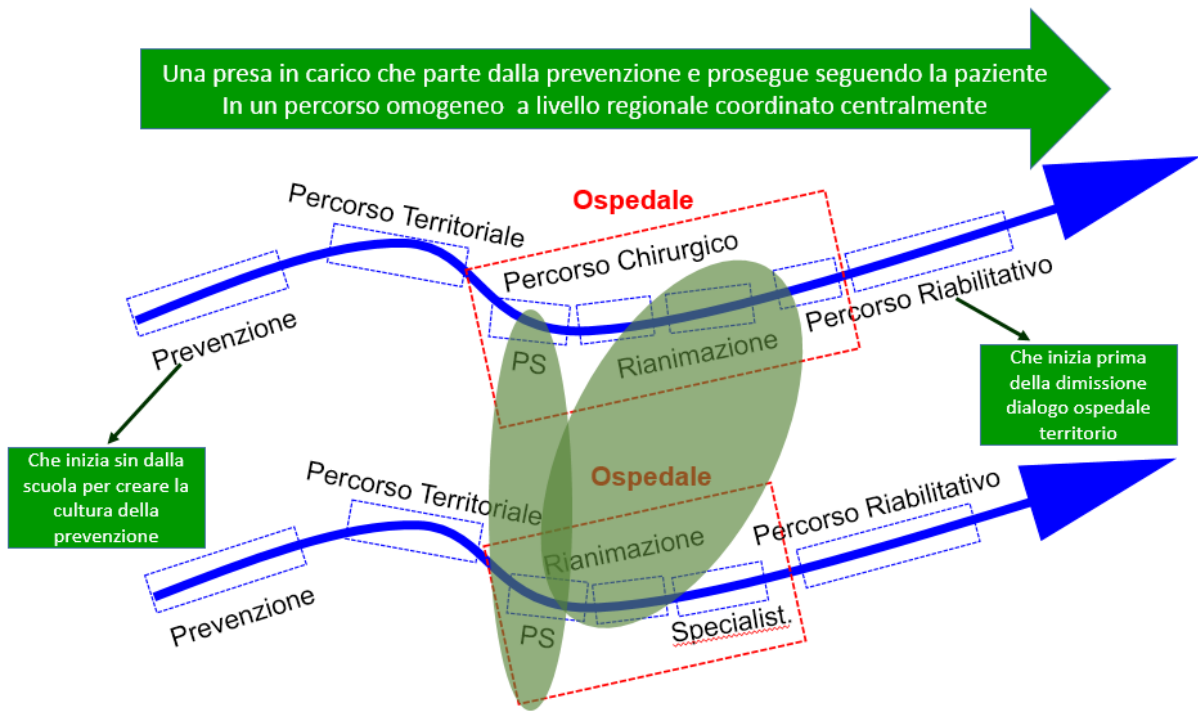 Una presa in carico che parte dalla prevenzione e prosegue seguendo la paziente
In un percorso omogeneo a livello regionale coordinato centralmente
Percorso Territoriale
Ospedale
Percorso Chirurgico
Prevenzione
PS
Rianimazione
Percorso Riabilitativo
Che inizia prima
della dimissione
dialogo ospedale
territorio
Che inizia sin dalla
scuola per creare la
cultura della
prevenzione
Percorso Territoriale
Ospedale
Percorso Riabilitativo
Rianimazione
Prevenzione
PS
Specialist.